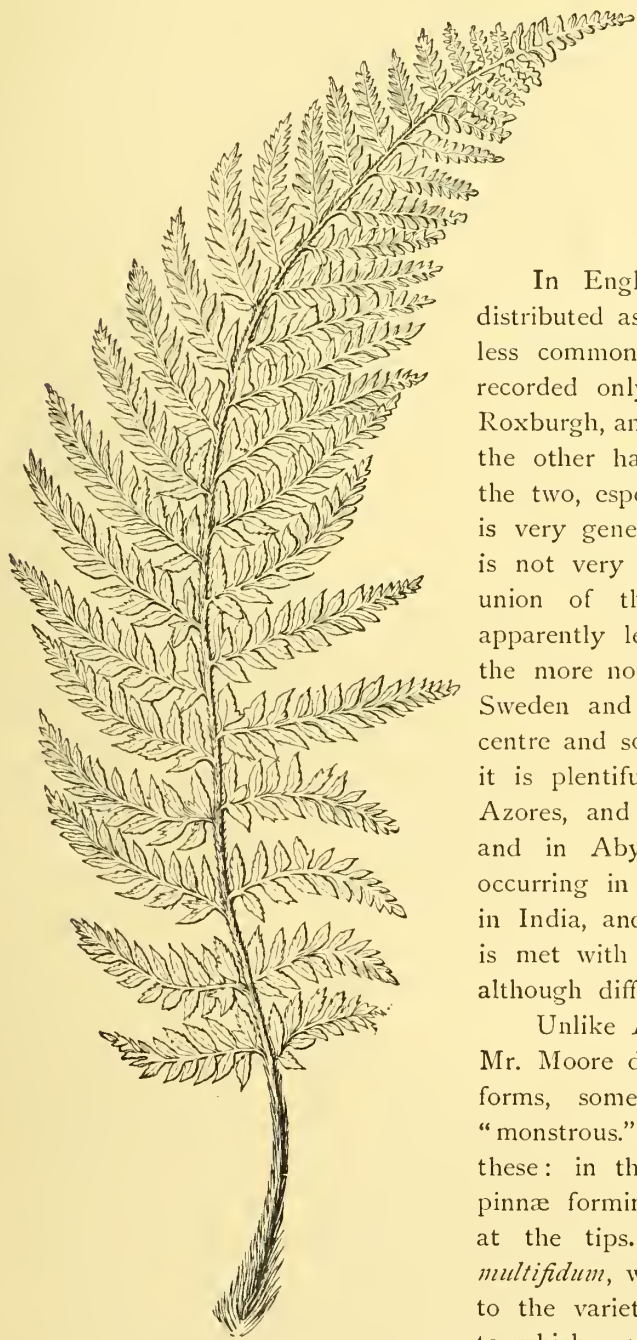 In Engl
distributed as
less common
recorded only
Roxburgh, an
the other ha
the two, espe
is very gene
is not very
union of th
apparently le
the more no
Sweden and
centre and so
it is plentifu
Azores, and
and in Aby
occurring in
in India, and
is met with
although diff
Unlike A
Mr. Moore d
forms, some
“monstrous.”
these: in th
pinnæ formin
at the tips.
multifidum, w
to the variet